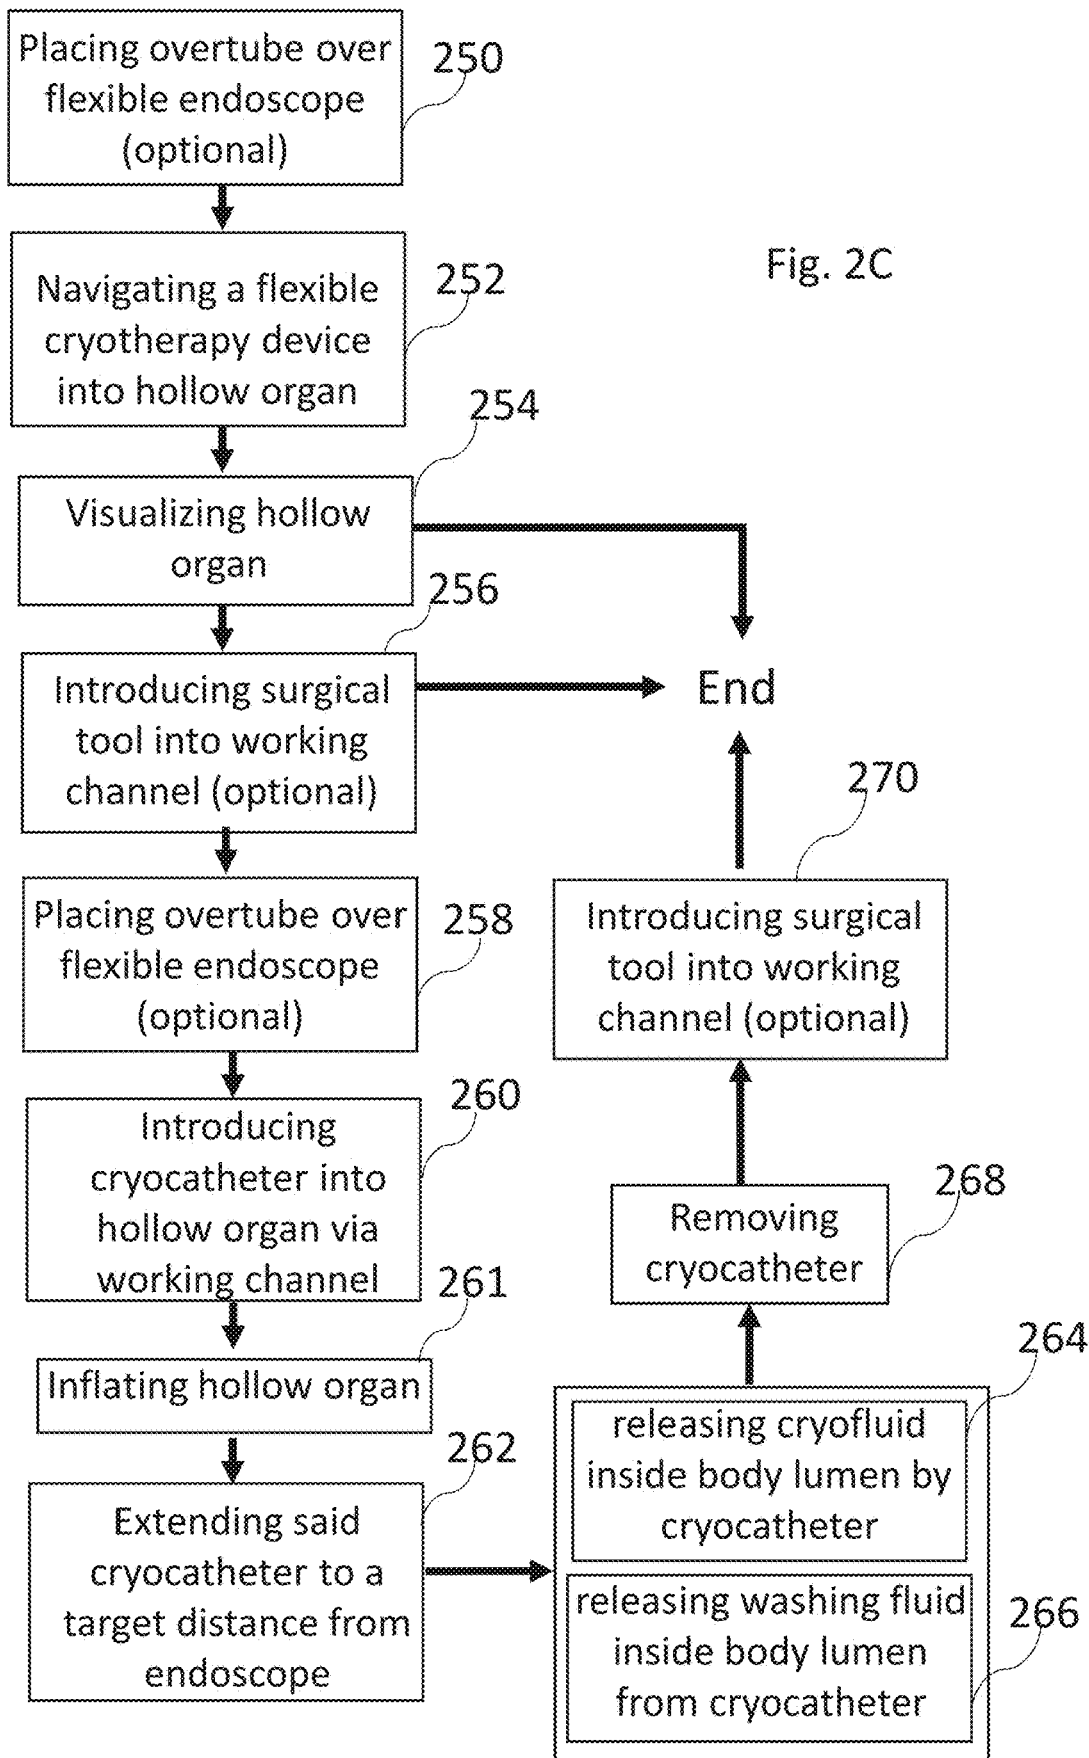 Placing overtube over
flexible endoscope
(optional)
250
Navigating a flexible
cryotherapy device
into hollow organ
252
Fig. 2C
Visualizing hollow
organ
254
Introducing surgical
tool into working
channel (optional)
256
End
Placing overtube over
flexible endoscope
(optional)
258
Introducing
cryocatheter into
hollow organ via
working channel
260
Inflating hollow organ
261
Extending said
cryocatheter to a
target distance from
endoscope
262
releasing cryofluid
inside body lumen by
cryocatheter
264
releasing washing fluid
inside body lumen
from cryocatheter
266
Removing
cryocatheter
268
Introducing surgical
tool into working
channel (optional)
270